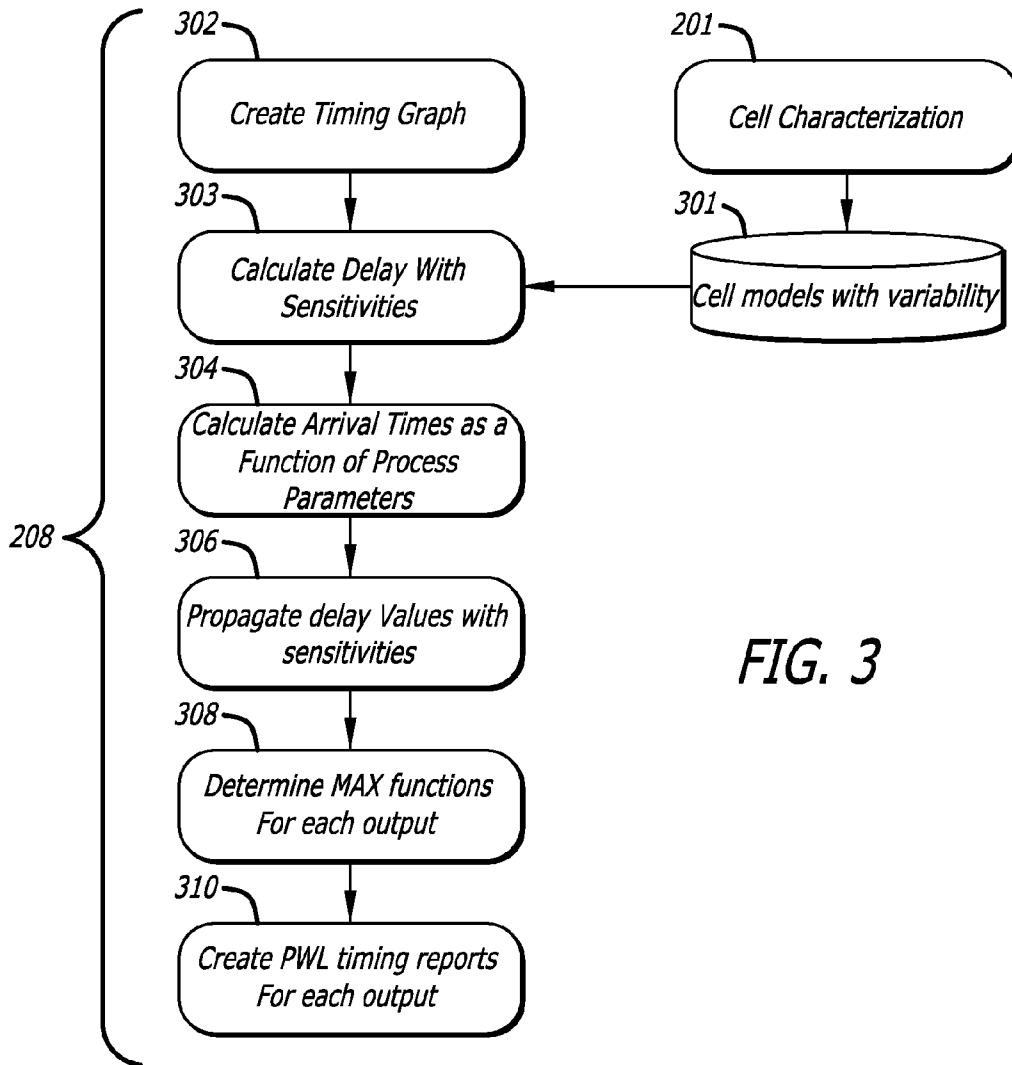 302
Create Timing Graph
201
Cell Characterization
303
Calculate Delay With
Sensitivities
301
Cell models with variability
304
Calculate Arrival Times as a
Function of Process
Parameters
208
306
Propagate delay Values with
sensitivities
308
Determine MAX functions
For each output
310
Create PWL timing reports
For each output
FIG. 3